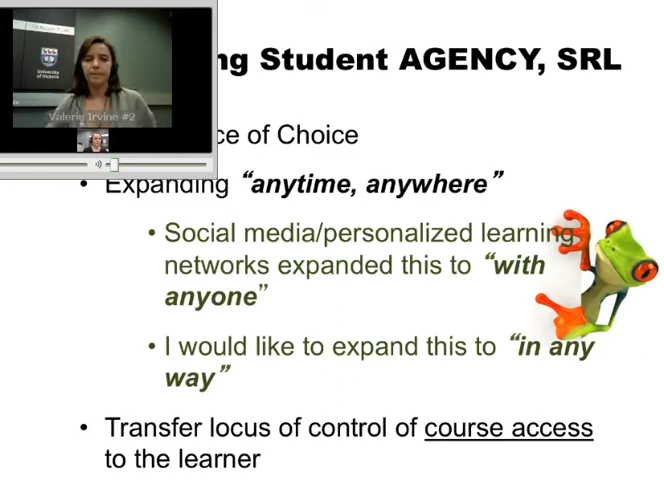 University
of Victoria
Valerie Irvine #2
ng Student AGENCY, SRL
ce of Choice
• Expanding “anytime, anywhere”
• Social media/personalized learning
networks expanded this to “with
anyone”
• I would like to expand this to “in any
way”
• Transfer locus of control of course access
to the learner